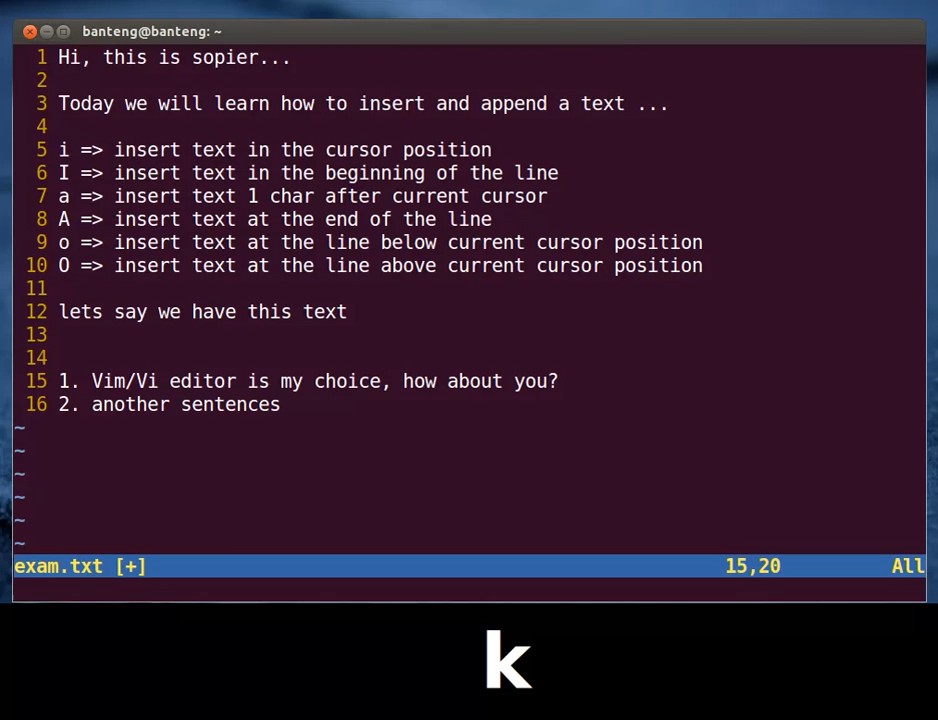 banteng@banteng: ~
1 Hi, this is sopier...
2
3 Today we will learn how to insert and append a text ...
4
5 i => insert text in the cursor position
6 I => insert text in the beginning of the line
7 a => insert text 1 char after current cursor
8 A => insert text at the end of the line
9 o => insert text at the line below current cursor position
10 O => insert text at the line above current cursor position
11
12 lets say we have this text
13
14
15 1. Vim/Vi editor is my choice, how about you?
16 2. another sentences
~
~
~
~
~
~
exam.txt [+] 15,20 All
k